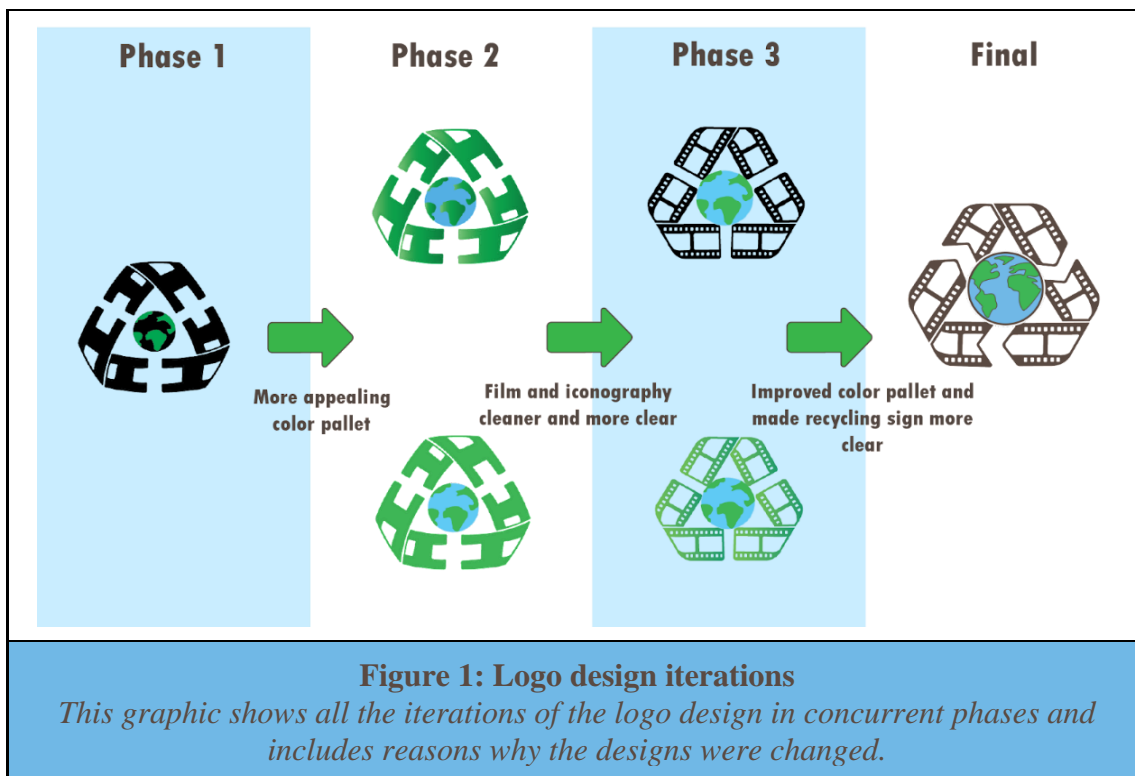 Phase 1
Phase 2
Phase 3
Final
More appealing
color pallet
Film and iconography
cleaner and more clear
Improved color pallet and
made recycling sign more
clear
Figure 1: Logo design iterations
This graphic shows all the iterations of the logo design in concurrent phases and
includes reasons why the designs were changed.